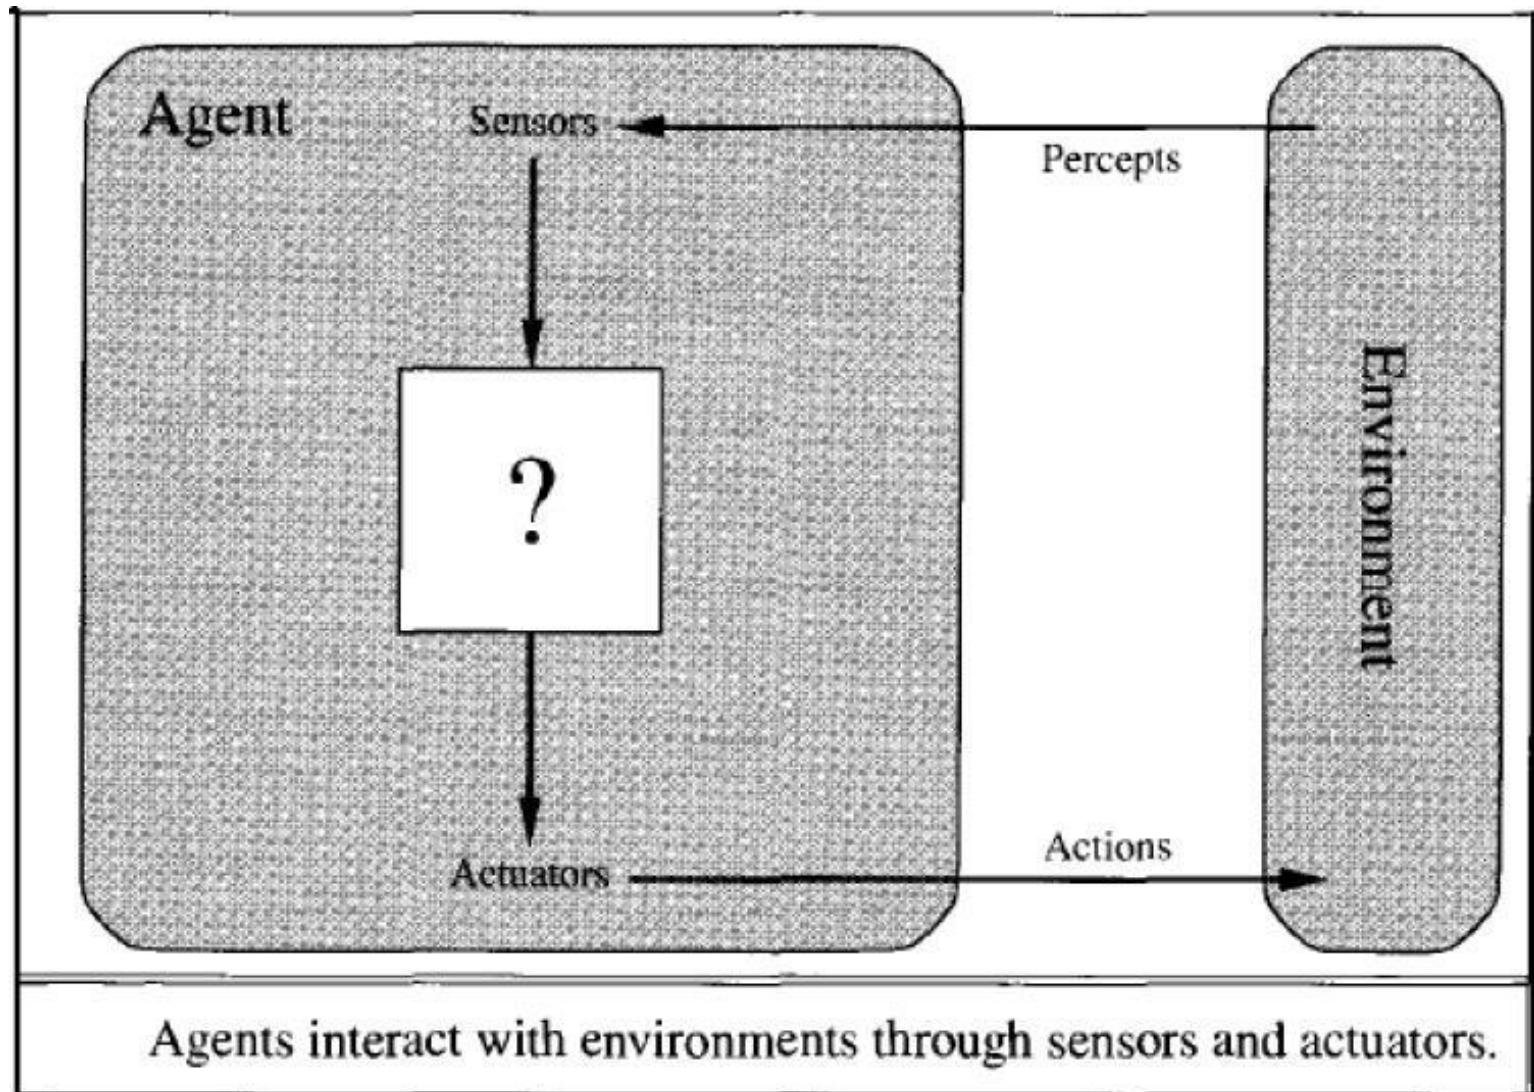 Agent
Sensors
Percepts
?
Environment
Actuators
Actions
Agents interact with environments through sensors and actuators.